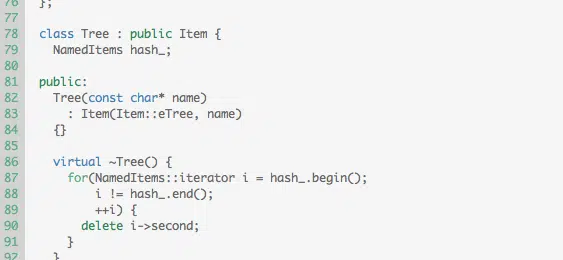 76 };
77
78 class Tree : public Item {
79   NamedItems hash_;
80
81 public:
82   Tree(const char* name)
83     : Item(Item::eTree, name)
84   {}
85
86   virtual ~Tree() {
87     for(NamedItems::iterator i = hash_.begin();
88         i != hash_.end();
89         ++i) {
90       delete i->second;
91     }
92   }